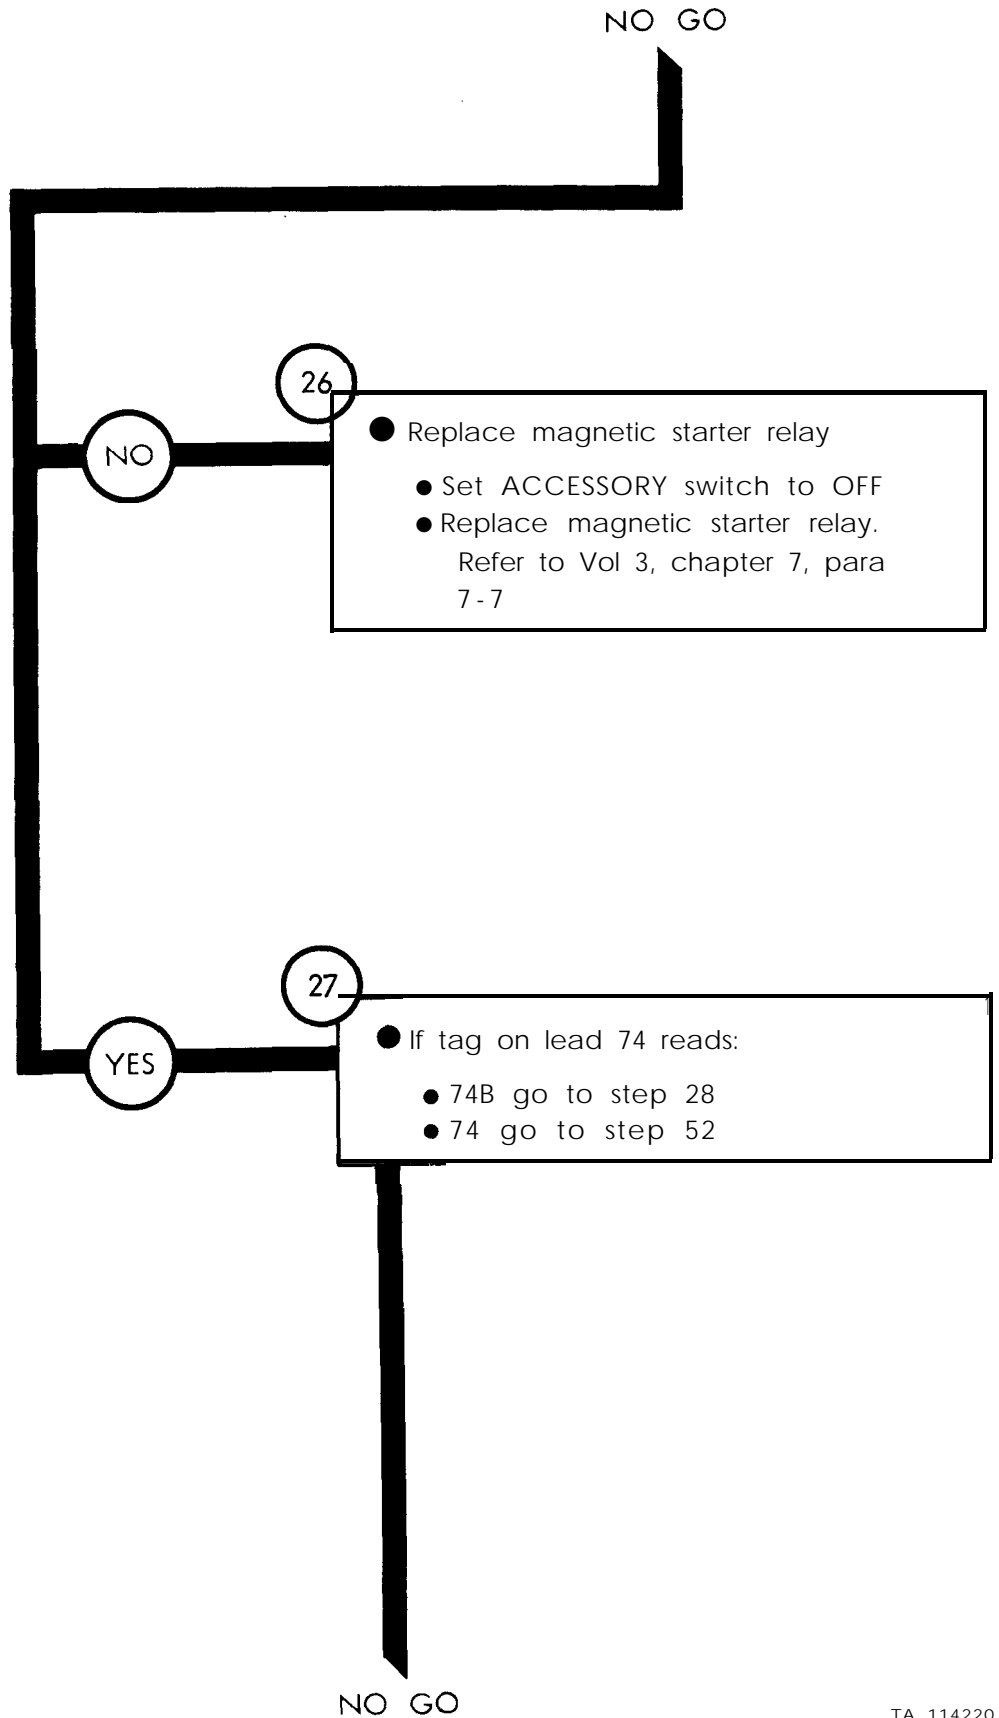 NO GO
26
NO
● Replace magnetic starter relay
● Set ACCESSORY switch to OFF
● Replace magnetic starter relay.
Refer to Vol 3, chapter 7, para
7-7
27
YES
● If tag on lead 74 reads:
● 74B go to step 28
● 74 go to step 52
NO GO
TA 114220